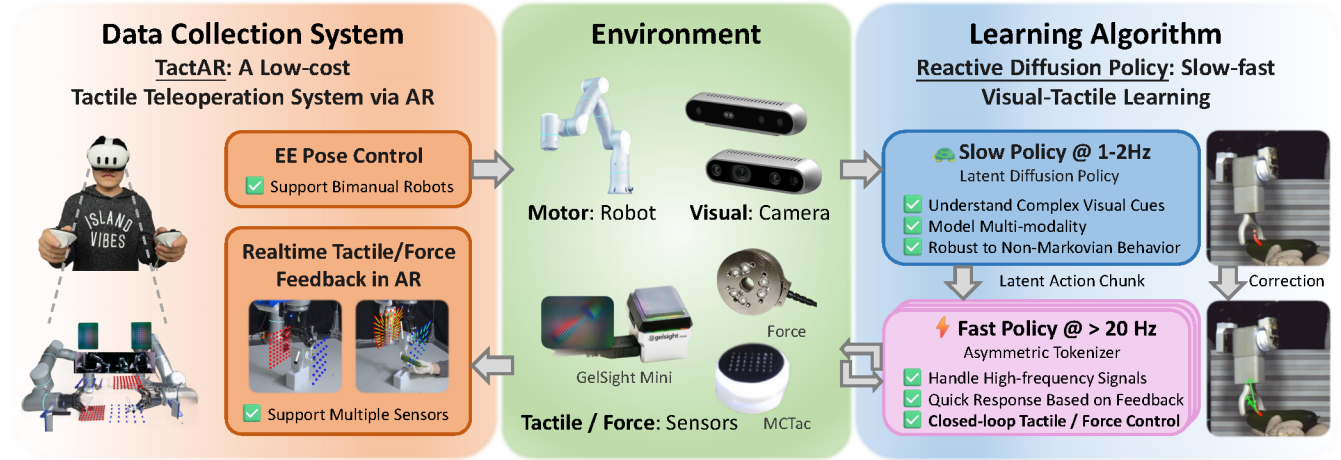 Data Collection System
TactAR: A Low-cost
Tactile Teleoperation System via AR
ISLAND
VIBES
EE Pose Control
Support Bimanual Robots
Realtime Tactile/Force
Feedback in AR
Support Multiple Sensors
Environment
Motor: Robot
Visual: Camera
Force
@gelsight
GelSight Mini
MCTac
Tactile / Force: Sensors
Learning Algorithm
Reactive Diffusion Policy: Slow-fast
Visual-Tactile Learning
Slow Policy @ 1-2Hz
Latent Diffusion Policy
Understand Complex Visual Cues
Model Multi-modality
Robust to Non-Markovian Behavior
Latent Action Chunk
Correction
Fast Policy @ > 20 Hz
Asymmetric Tokenizer
Handle High-frequency Signals
Quick Response Based on Feedback
Closed-loop Tactile / Force Control